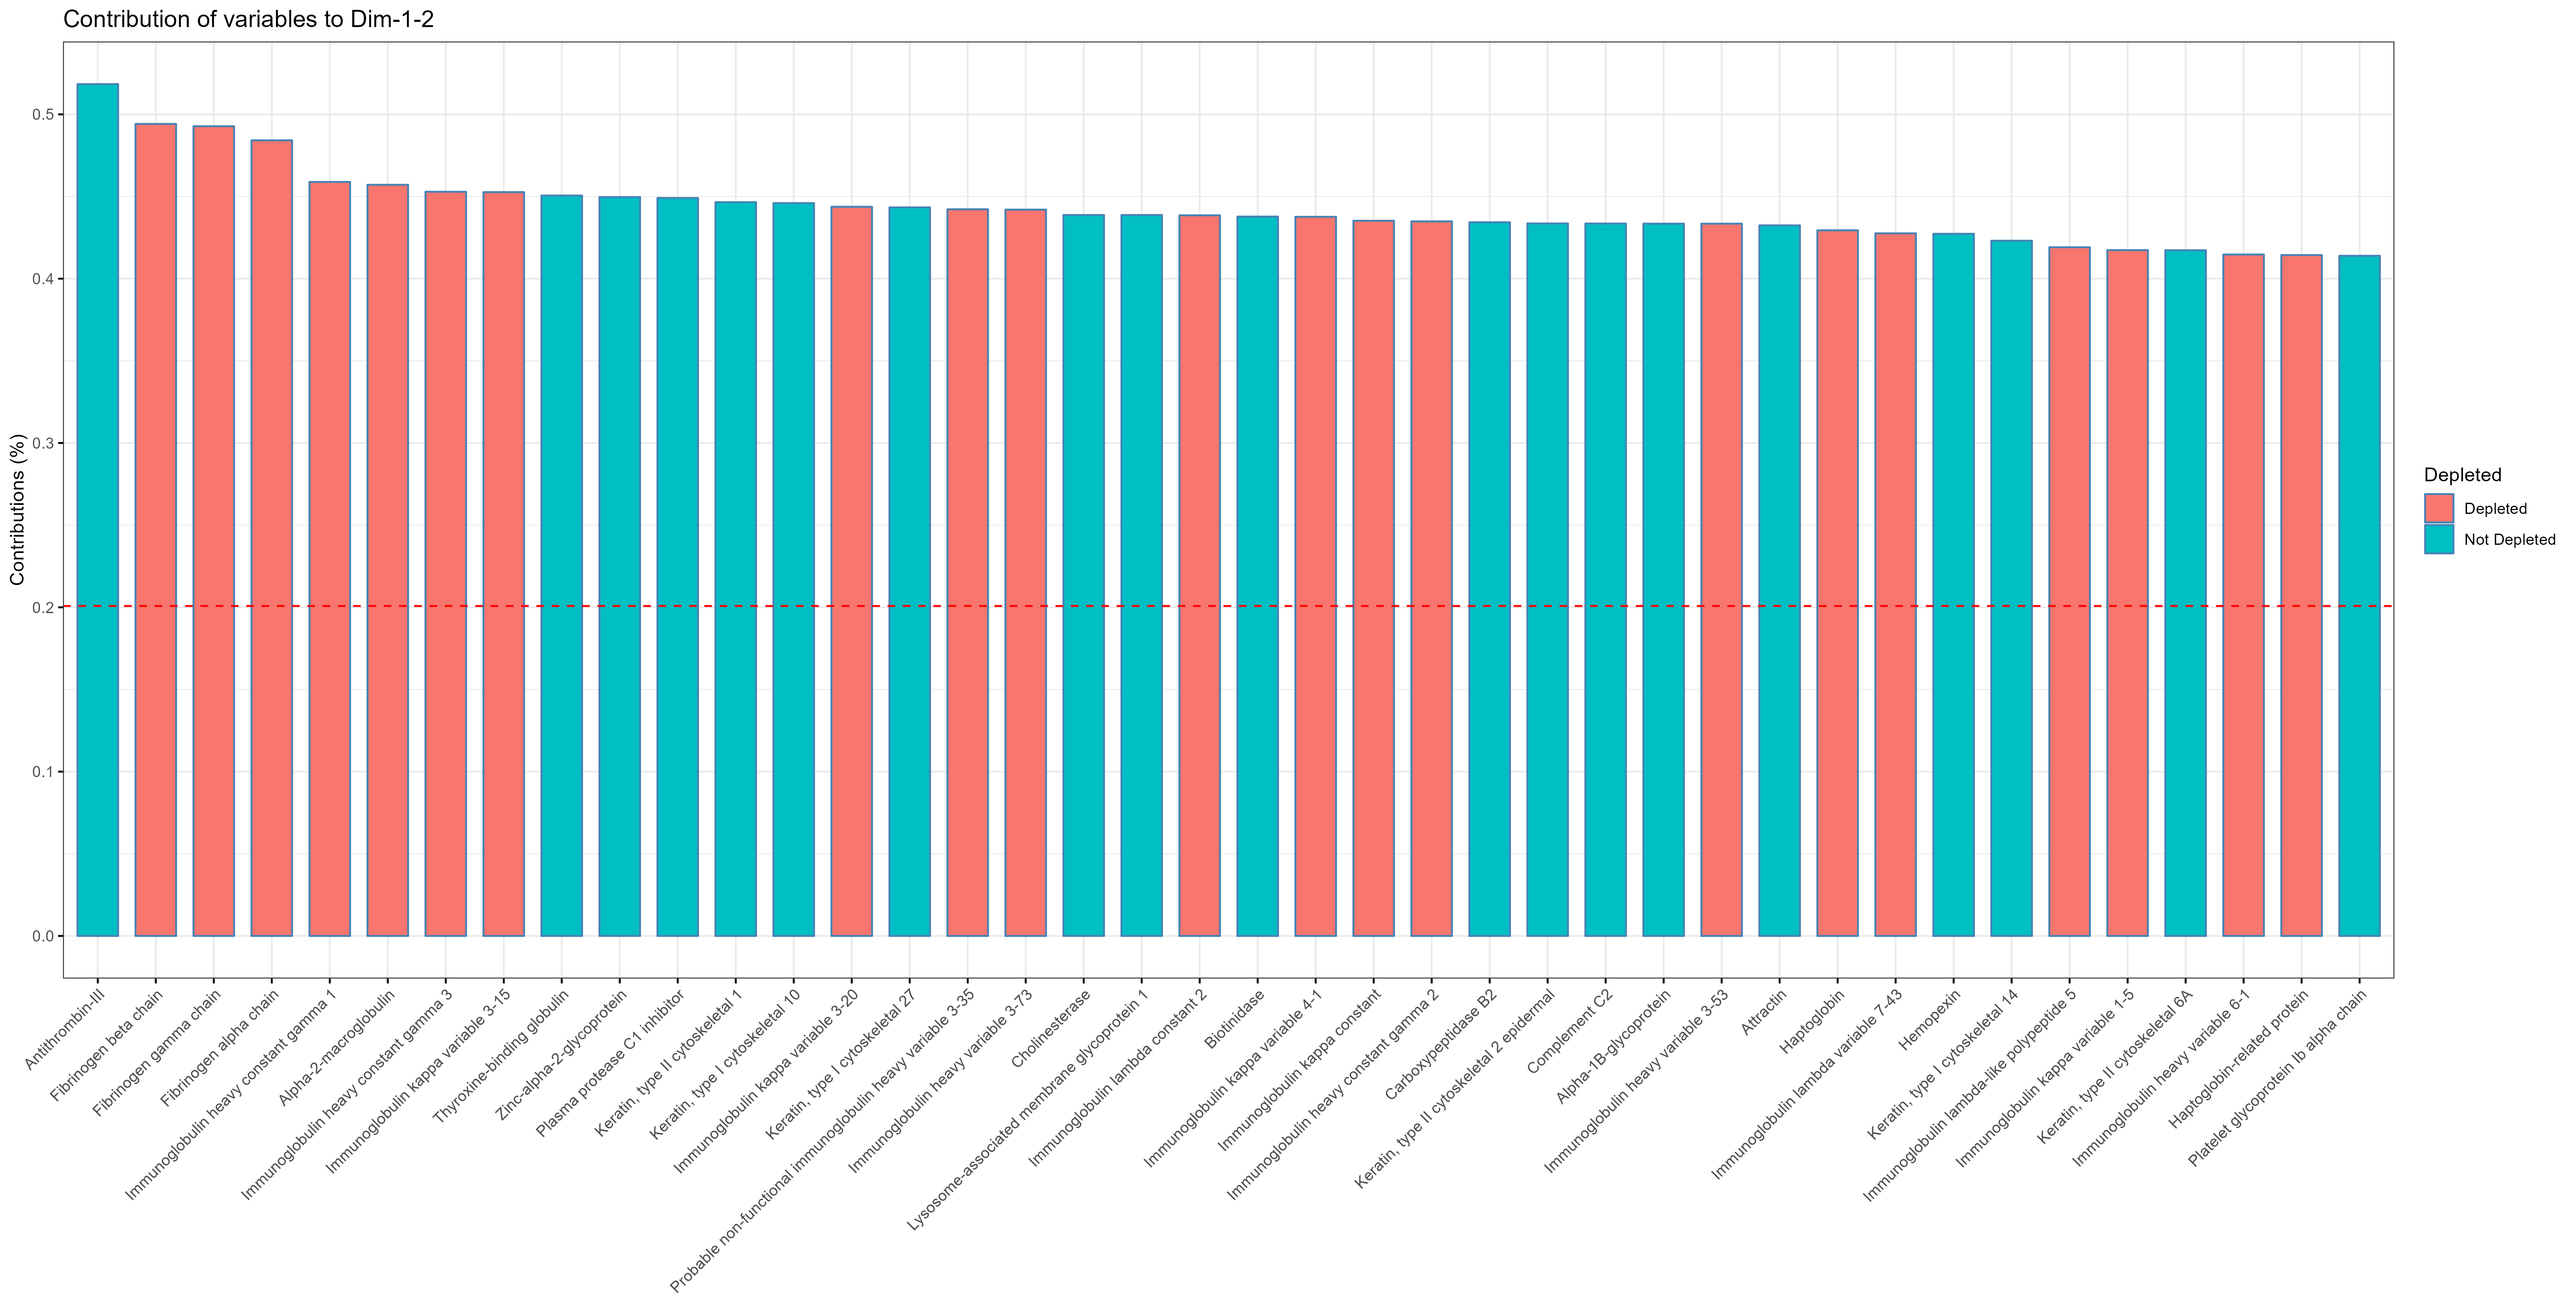 Contribution of variables to Dim-1-2
Contributions (%)
0.5
0.4
0.3
0.2
0.1
0.0
Antithrombin-III
Fibrinogen beta chain
Fibrinogen gamma chain
Fibrinogen alpha chain
Immunoglobulin heavy constant gamma 1
Alpha-2-macroglobulin
Immunoglobulin heavy constant gamma 3
Immunoglobulin kappa variable 3-15
Thyroxine-binding globulin
Zinc-alpha-2-glycoprotein
Plasma protease C1 inhibitor
Keratin, type II cytoskeletal 1
Keratin, type I cytoskeletal 10
Immunoglobulin kappa variable 3-20
Keratin, type I cytoskeletal 27
Probable non-functional immunoglobulin heavy variable 3-35
Immunoglobulin heavy variable 3-73
Cholinesterase
Lysosome-associated membrane glycoprotein 1
Immunoglobulin lambda constant 2
Biotinidase
Immunoglobulin kappa variable 4-1
Immunoglobulin kappa constant
Immunoglobulin heavy constant gamma 2
Carboxypeptidase B2
Keratin, type II cytoskeletal 2 epidermal
Complement C2
Alpha-1B-glycoprotein
Immunoglobulin heavy variable 3-53
Attractin
Haptoglobin
Immunoglobulin lambda variable 7-43
Hemopexin
Keratin, type I cytoskeletal 14
Immunoglobulin lambda-like polypeptide 5
Immunoglobulin kappa variable 1-5
Keratin, type II cytoskeletal 6A
Immunoglobulin heavy variable 6-1
Haptoglobin-related protein
Platelet glycoprotein Ib alpha chain
Depleted
Depleted
Not Depleted